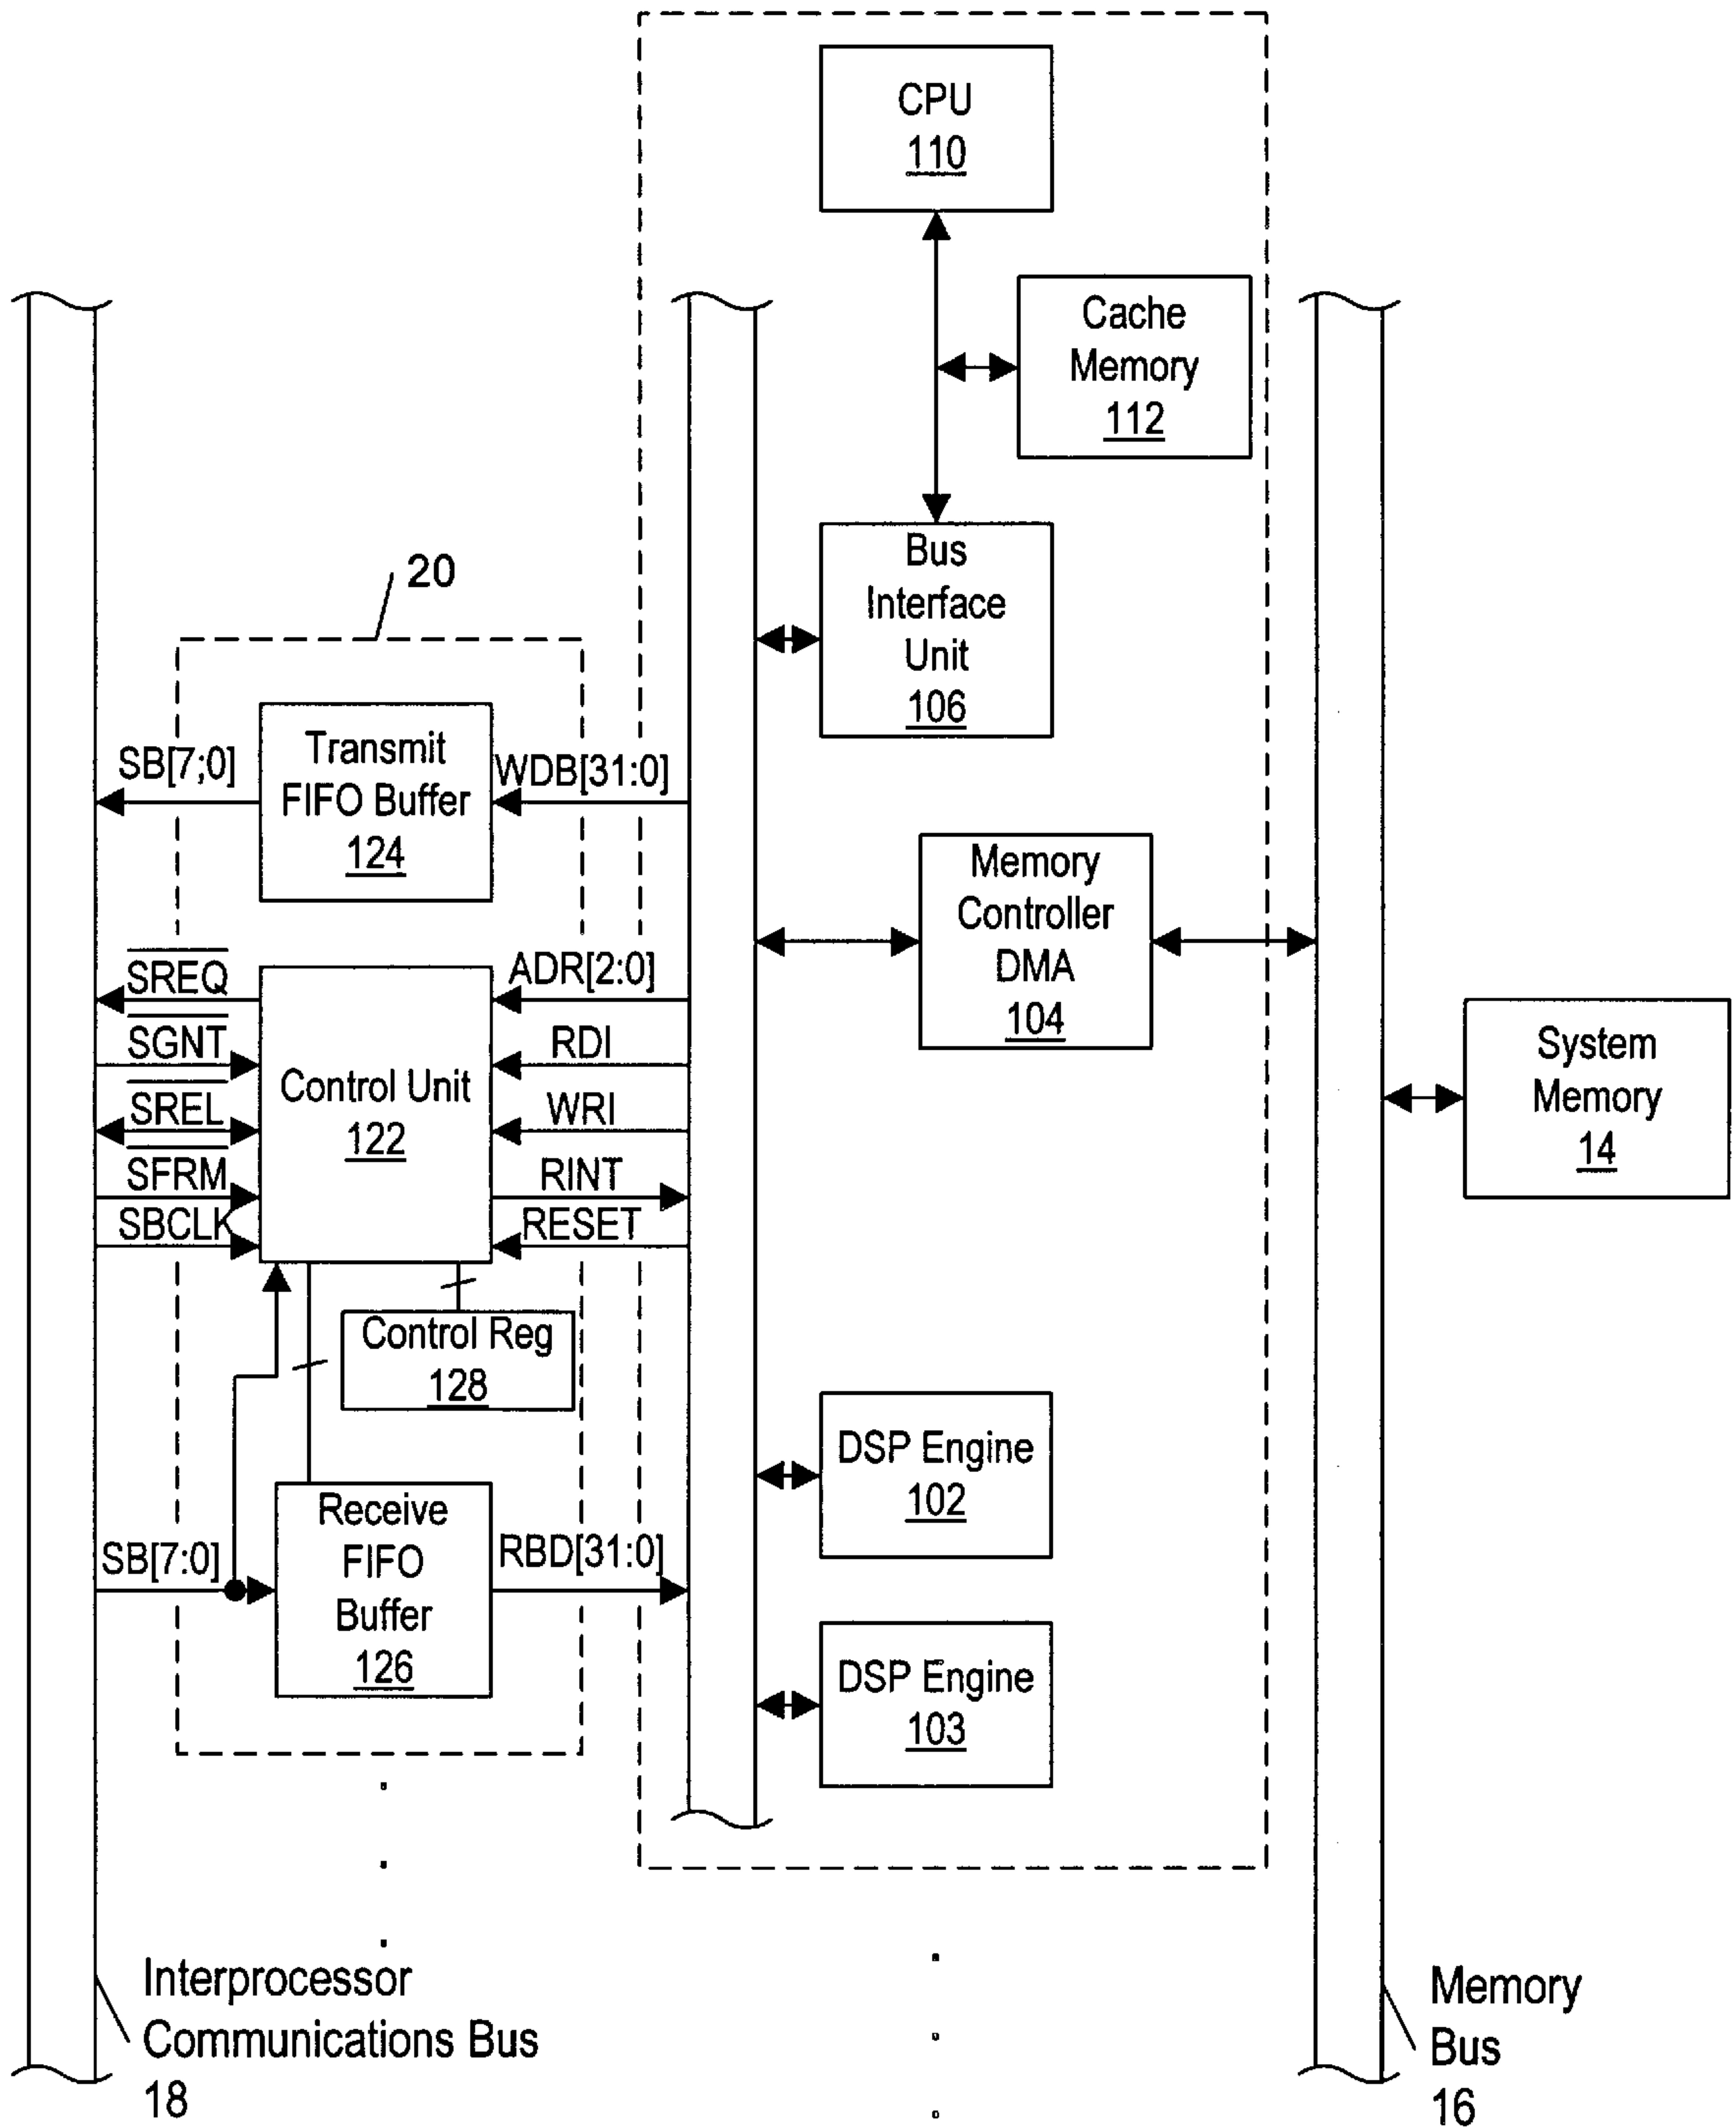 CPU
110
Cache
Memory
112
Bus
Interface
Unit
106
20
Transmit
FIFO Buffer
124
SB[7;0]
WDB[31:0]
Memory
Controller
DMA
104
SREQ
SGNT
SREL
SFRM
SBCLK
Control Unit
122
ADR[2:0]
RDI
WRI
RINT
RESET
System
Memory
14
Control Reg
128
DSP Engine
102
SB[7:0]
Receive
FIFO
Buffer
126
RBD[31:0]
DSP Engine
103
Interprocessor
Communications Bus
18
Memory
Bus
16